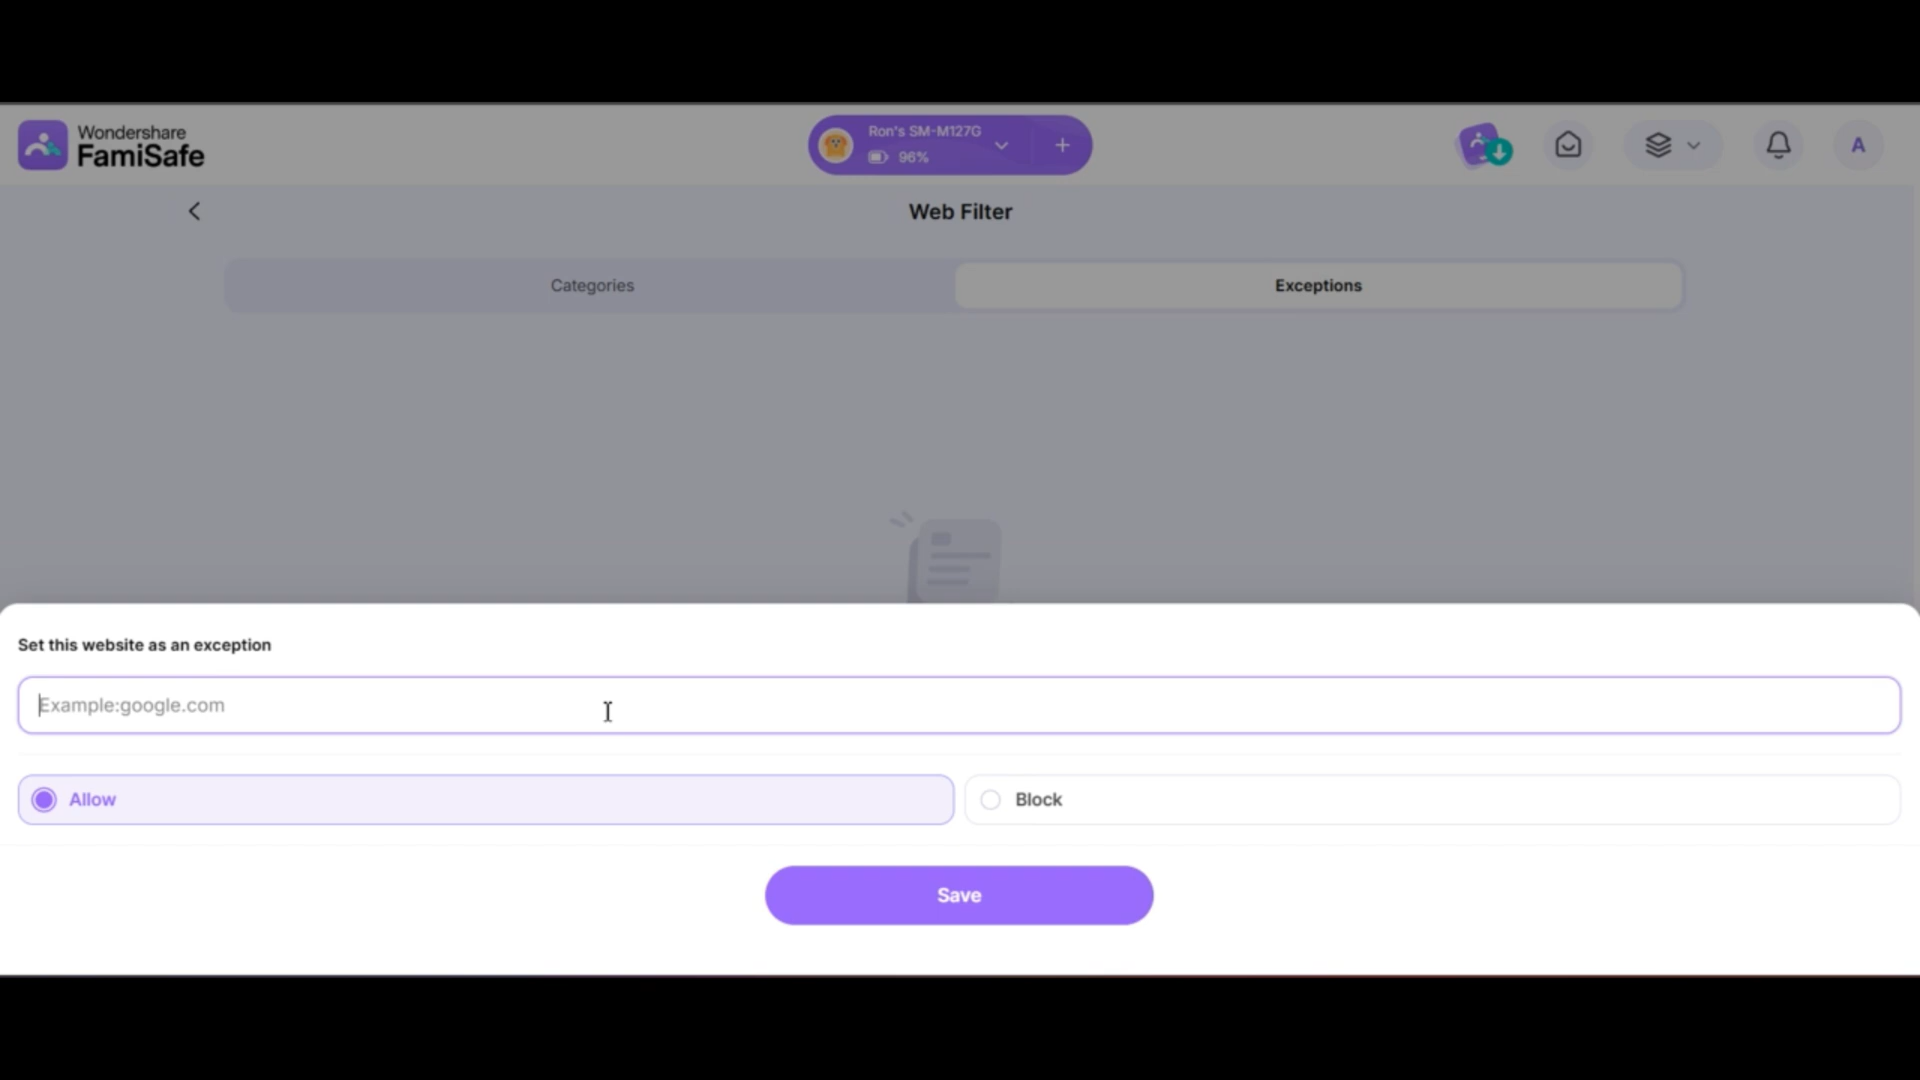 Wondershare
FamiSafe
Ron's SM-M127G
96%
A
Web Filter
Categories
Exceptions
Set this website as an exception
Example:google.com
Allow
Block
Save